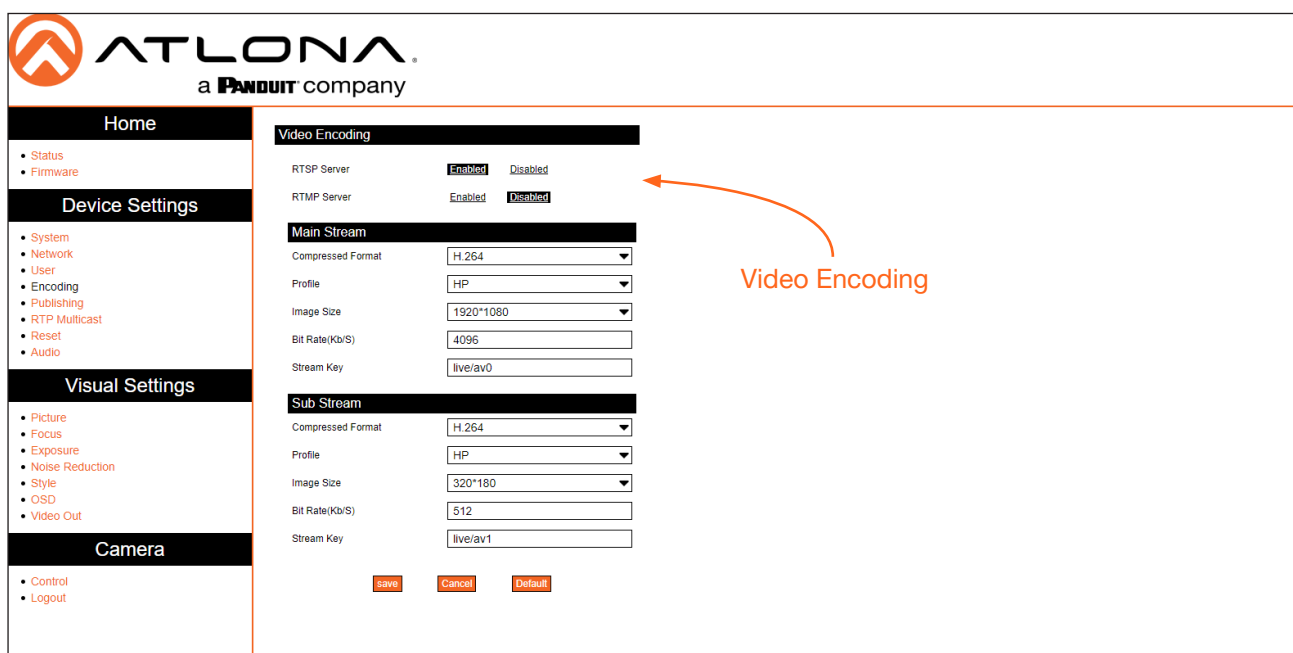 ATLONA®
a PANDUIT™ company
Home
• Status
• Firmware
Device Settings
• System
• Network
• User
• Encoding
• Publishing
• RTP Multicast
• Reset
• Audio
Visual Settings
• Picture
• Focus
• Exposure
• Noise Reduction
• Style
• OSD
• Video Out
Camera
• Control
• Logout
Video Encoding
RTSP Server Enabled Disabled
RTMP Server Enabled Disabled
Main Stream
Compressed Format H.264
Profile HP
Image Size 1920*1080
Bit Rate(Kb/S) 4096
Stream Key live/av0
Sub Stream
Compressed Format H.264
Profile HP
Image Size 320*180
Bit Rate(Kb/S) 512
Stream Key live/av1
save Cancel Default
Video Encoding